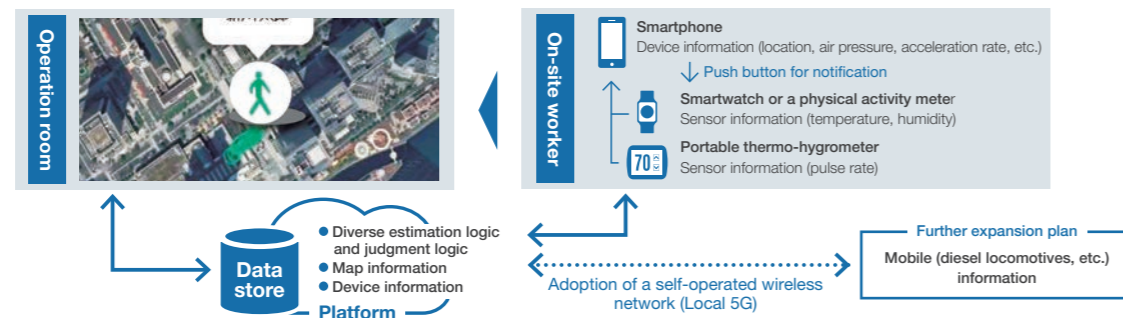 Operation room
On-site worker
Smartphone
Device information (location, air pressure, acceleration rate, etc.)
Push button for notification
Smartwatch or a physical activity meter
Sensor information (temperature, humidity)
70
Portable thermo-hygrometer
Sensor information (pulse rate)
Data
store
Diverse estimation logic
and judgment logic
Map information
Device information
Platform
Adoption of a self-operated wireless
network (Local 5G)
Further expansion plan
Mobile (diesel locomotives, etc.)
information